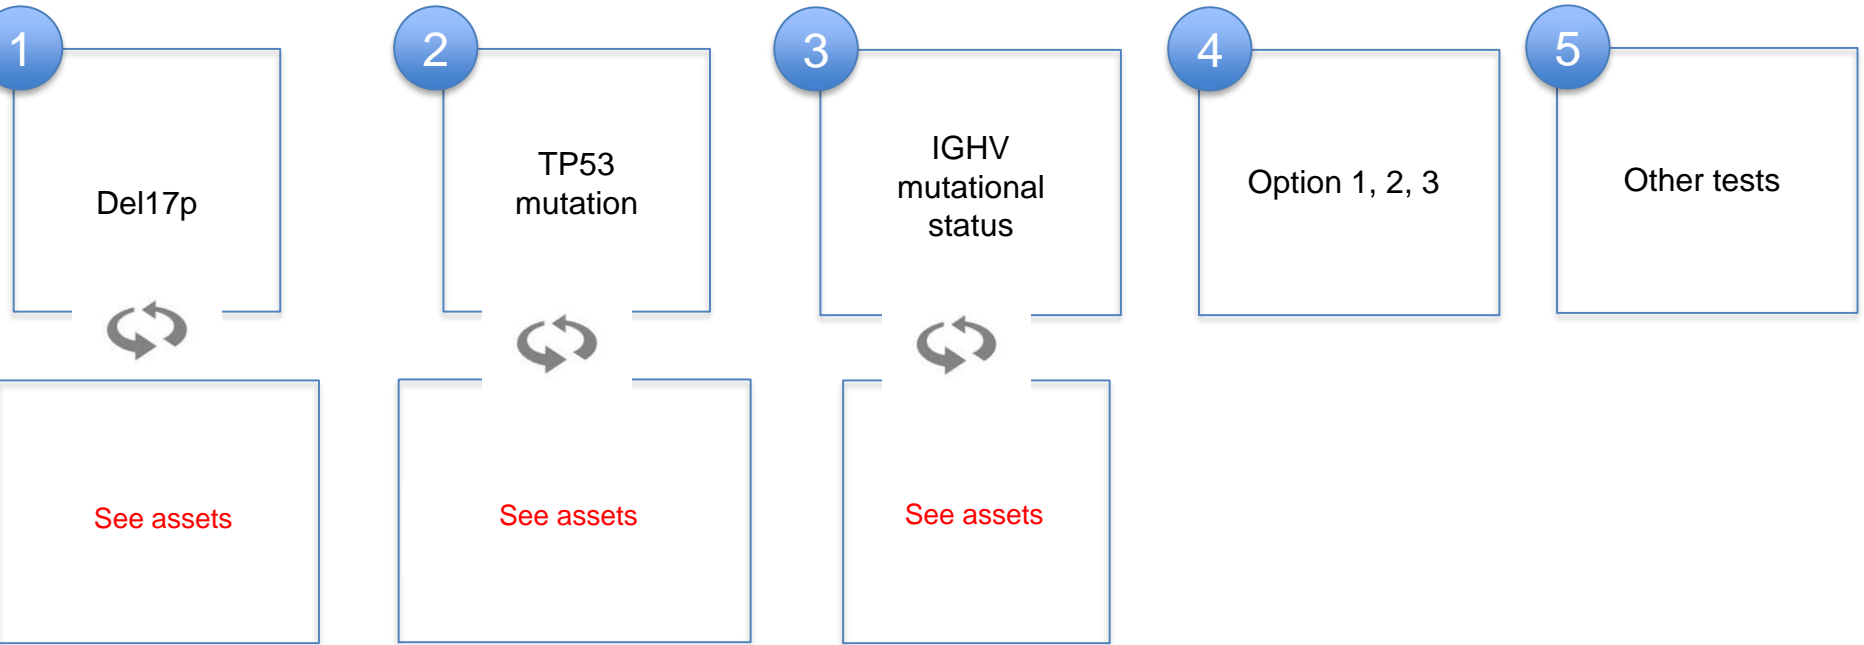 1
Del17p
2
TP53
mutation
3
IGHV
mutational
status
4
Option 1, 2, 3
5
Other tests
See assets
See assets
See assets